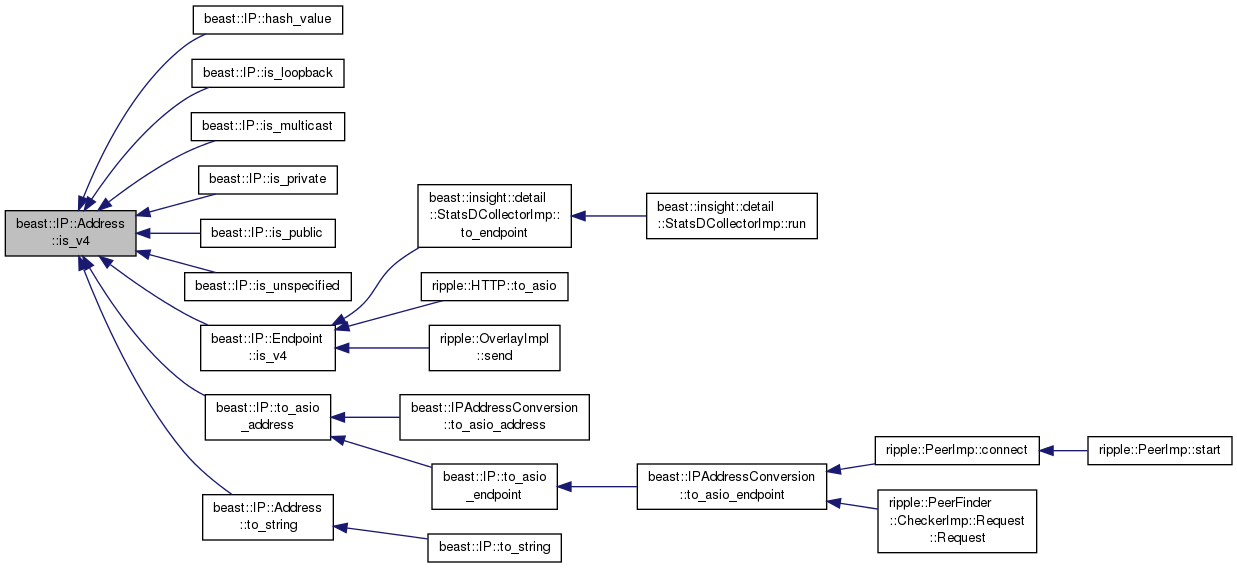 beast::IP::hash_value
beast::IP::is_loopback
beast::IP::is_multicast
beast::IP::is_private
beast::IP::Address
::is_v4
beast::IP::is_public
beast::IP::is_unspecified
beast::IP::Endpoint
::is_v4
beast::insight::detail
::StatsDCollectorImp::
to_endpoint
beast::insight::detail
::StatsDCollectorImp::run
ripple::HTTP::to_asio
ripple::OverlayImpl
::send
beast::IP::to_asio
_address
beast::IPAddressConversion
::to_asio_address
beast::IP::to_asio
_endpoint
beast::IPAddressConversion
::to_asio_endpoint
ripple::PeerImp::connect
ripple::PeerImp::start
ripple::PeerFinder
::CheckerImp::Request
::Request
beast::IP::Address
::to_string
beast::IP::to_string